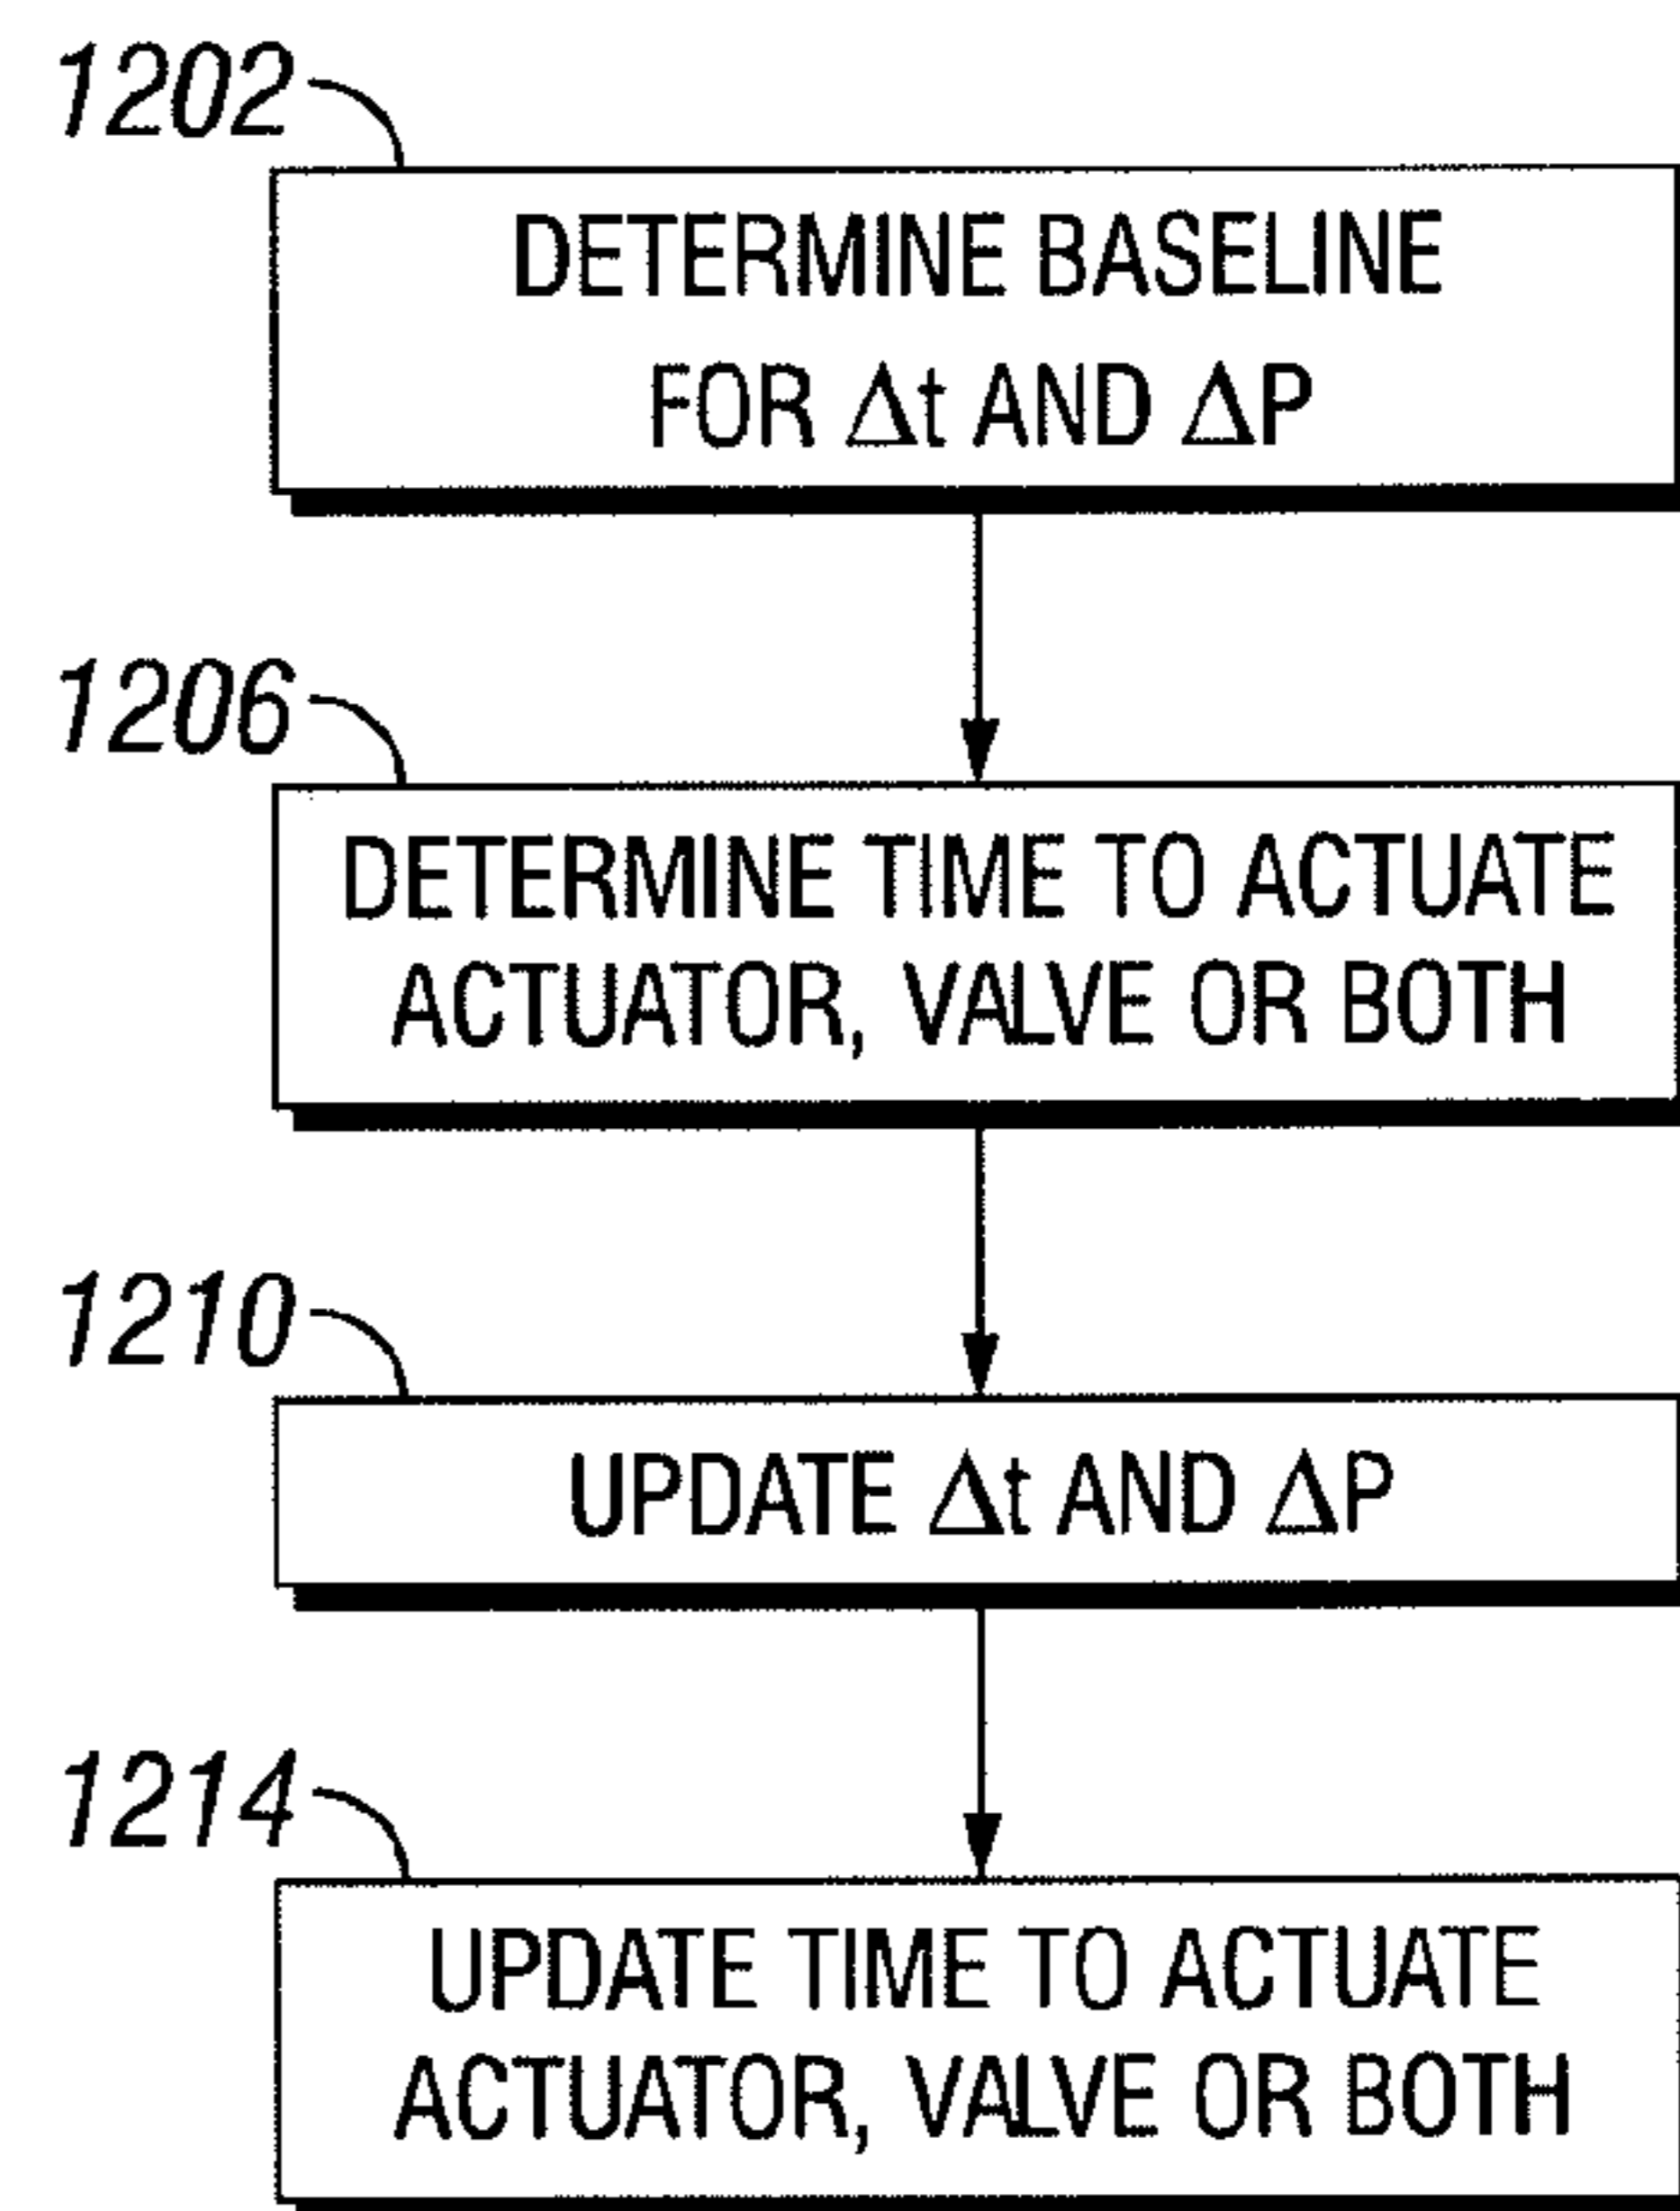 1202
DETERMINE BASELINE
FOR Δt AND ΔP
1206
DETERMINE TIME TO ACTUATE
ACTUATOR, VALVE OR BOTH
1210
UPDATE Δt AND ΔP
1214
UPDATE TIME TO ACTUATE
ACTUATOR, VALVE OR BOTH